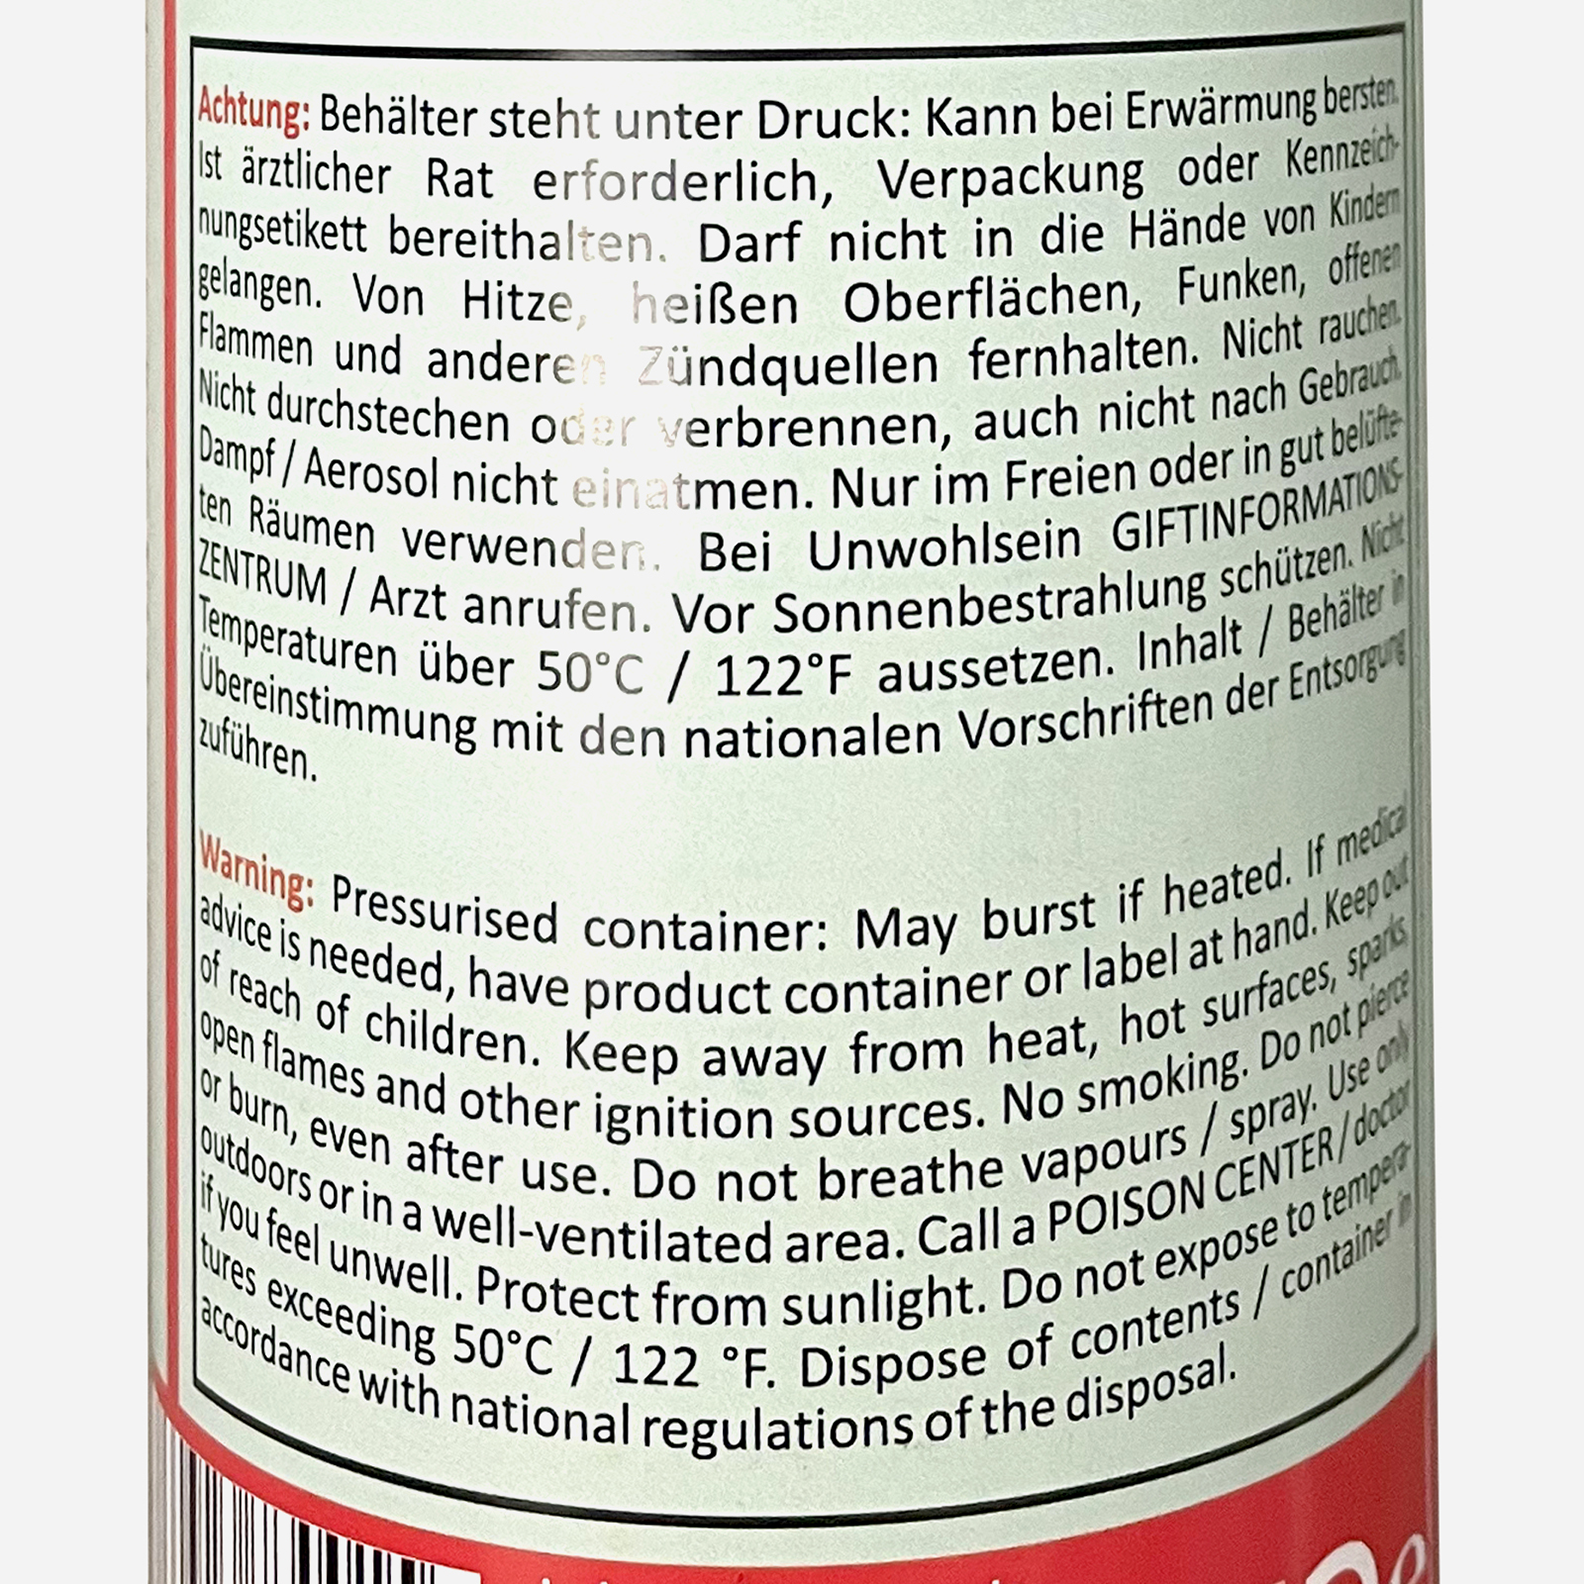 Achtung: Behälter steht unter Druck: Kann bei Erwärmung bersten.
Ist ärztlicher Rat erforderlich, Verpackung oder Kennzeich-
nungsetikett bereithalten. Darf nicht in die Hände von Kindern
gelangen. Von Hitze, heißen Oberflächen, Funken, offenen
Flammen und anderen Zündquellen fernhalten. Nicht rauchen.
Nicht durchstechen oder verbrennen, auch nicht nach Gebrauch.
Dampf / Aerosol nicht einatmen. Nur im Freien oder in gut belüfte-
ten Räumen verwenden. Bei Unwohlsein GIFTINFORMATIONS-
ZENTRUM / Arzt anrufen. Vor Sonnenbestrahlung schützen. Nicht
Temperaturen über 50°C / 122°F aussetzen. Inhalt / Behälter in
Übereinstimmung mit den nationalen Vorschriften der Entsorgung
zuführen.
Warning: Pressurised container: May burst if heated. If medical
advice is needed, have product container or label at hand. Keep out
of reach of children. Keep away from heat, hot surfaces, sparks,
open flames and other ignition sources. No smoking. Do not pierce
or burn, even after use. Do not breathe vapours / spray. Use only
outdoors or in a well-ventilated area. Call a POISON CENTER / doctor
if you feel unwell. Protect from sunlight. Do not expose to tempera-
tures exceeding 50°C / 122 °F. Dispose of contents / container in
accordance with national regulations of the disposal.